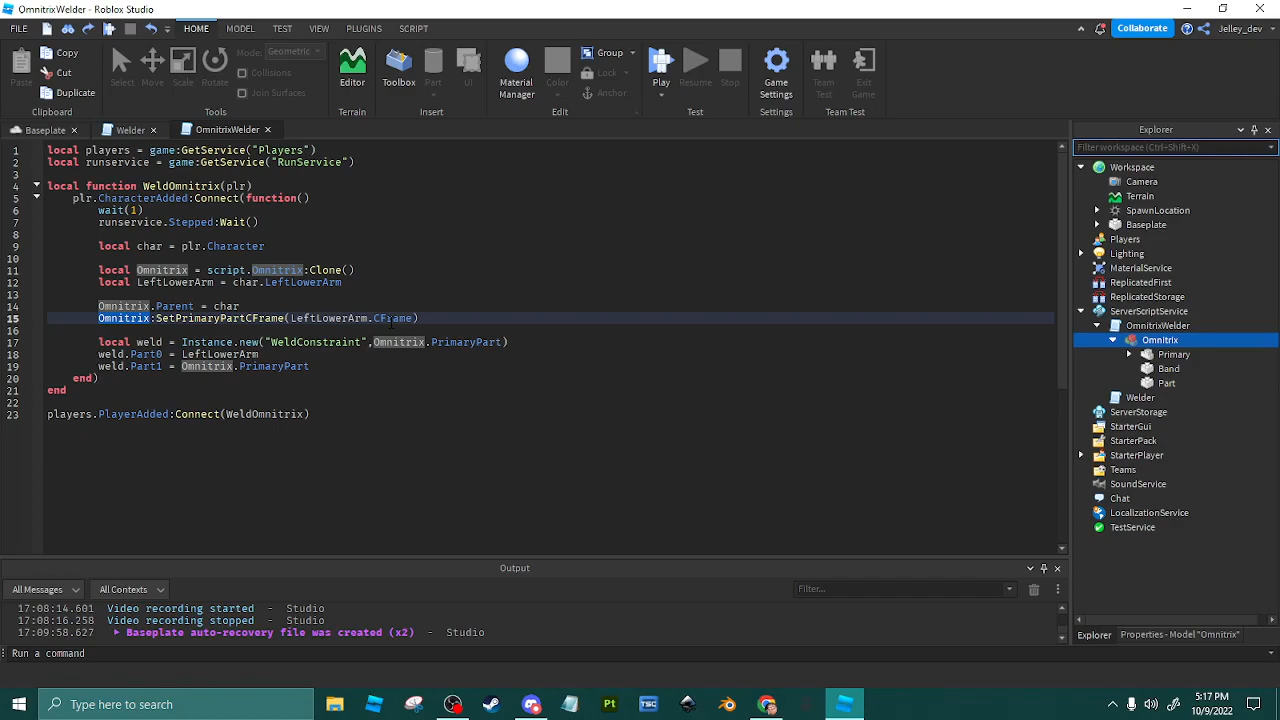 OmnitrixWelder - Roblox Studio
FILE HOME MODEL TEST VIEW PLUGINS SCRIPT Collaborate Jelley_dev
Paste Copy Cut Duplicate Clipboard
Select Move Scale Rotate Mode: Geometric Collisions Join Surfaces Tools
Editor Terrain
Toolbox Part UI Insert
Material Manager Color Group Lock Anchor Edit
Play Resume Stop Test
Game Settings Settings
Team Test Exit Game Team Test
Baseplate Welder OmnitrixWelder
1 local players = game:GetService("Players")
2 local runservice = game:GetService("RunService")
3
4 local function WeldOmnitrix(plr)
5 plr.CharacterAdded:Connect(function()
6 wait(1)
7 runservice.Stepped:Wait()
8
9 local char = plr.Character
10
11 local Omnitrix = script.Omnitrix:Clone()
12 local LeftLowerArm = char.LeftLowerArm
13
14 Omnitrix.Parent = char
15 Omnitrix:SetPrimaryPartCFrame(LeftLowerArm.CFrame)
16
17 local weld = Instance.new("WeldConstraint",Omnitrix.PrimaryPart)
18 weld.Part0 = LeftLowerArm
19 weld.Part1 = Omnitrix.PrimaryPart
20 end)
21 end
22
23 players.PlayerAdded:Connect(WeldOmnitrix)
Explorer
Filter workspace (Ctrl+Shift+X)
Workspace
Camera
Terrain
SpawnLocation
Baseplate
Players
Lighting
MaterialService
ReplicatedFirst
ReplicatedStorage
ServerScriptService
OmnitrixWelder
Omnitrix
Primary
Band
Part
Welder
ServerStorage
StarterGui
StarterPack
StarterPlayer
Teams
SoundService
Chat
LocalizationService
TestService
Explorer Properties - Model "Omnitrix"
Output
All Messages All Contexts Filter...
17:08:14.601 Video recording started - Studio
17:08:16.258 Video recording stopped - Studio
17:09:58.627 Baseplate auto-recovery file was created (x2) - Studio
Run a command
Type here to search
Pt
TSC
5:17 PM
10/9/2022